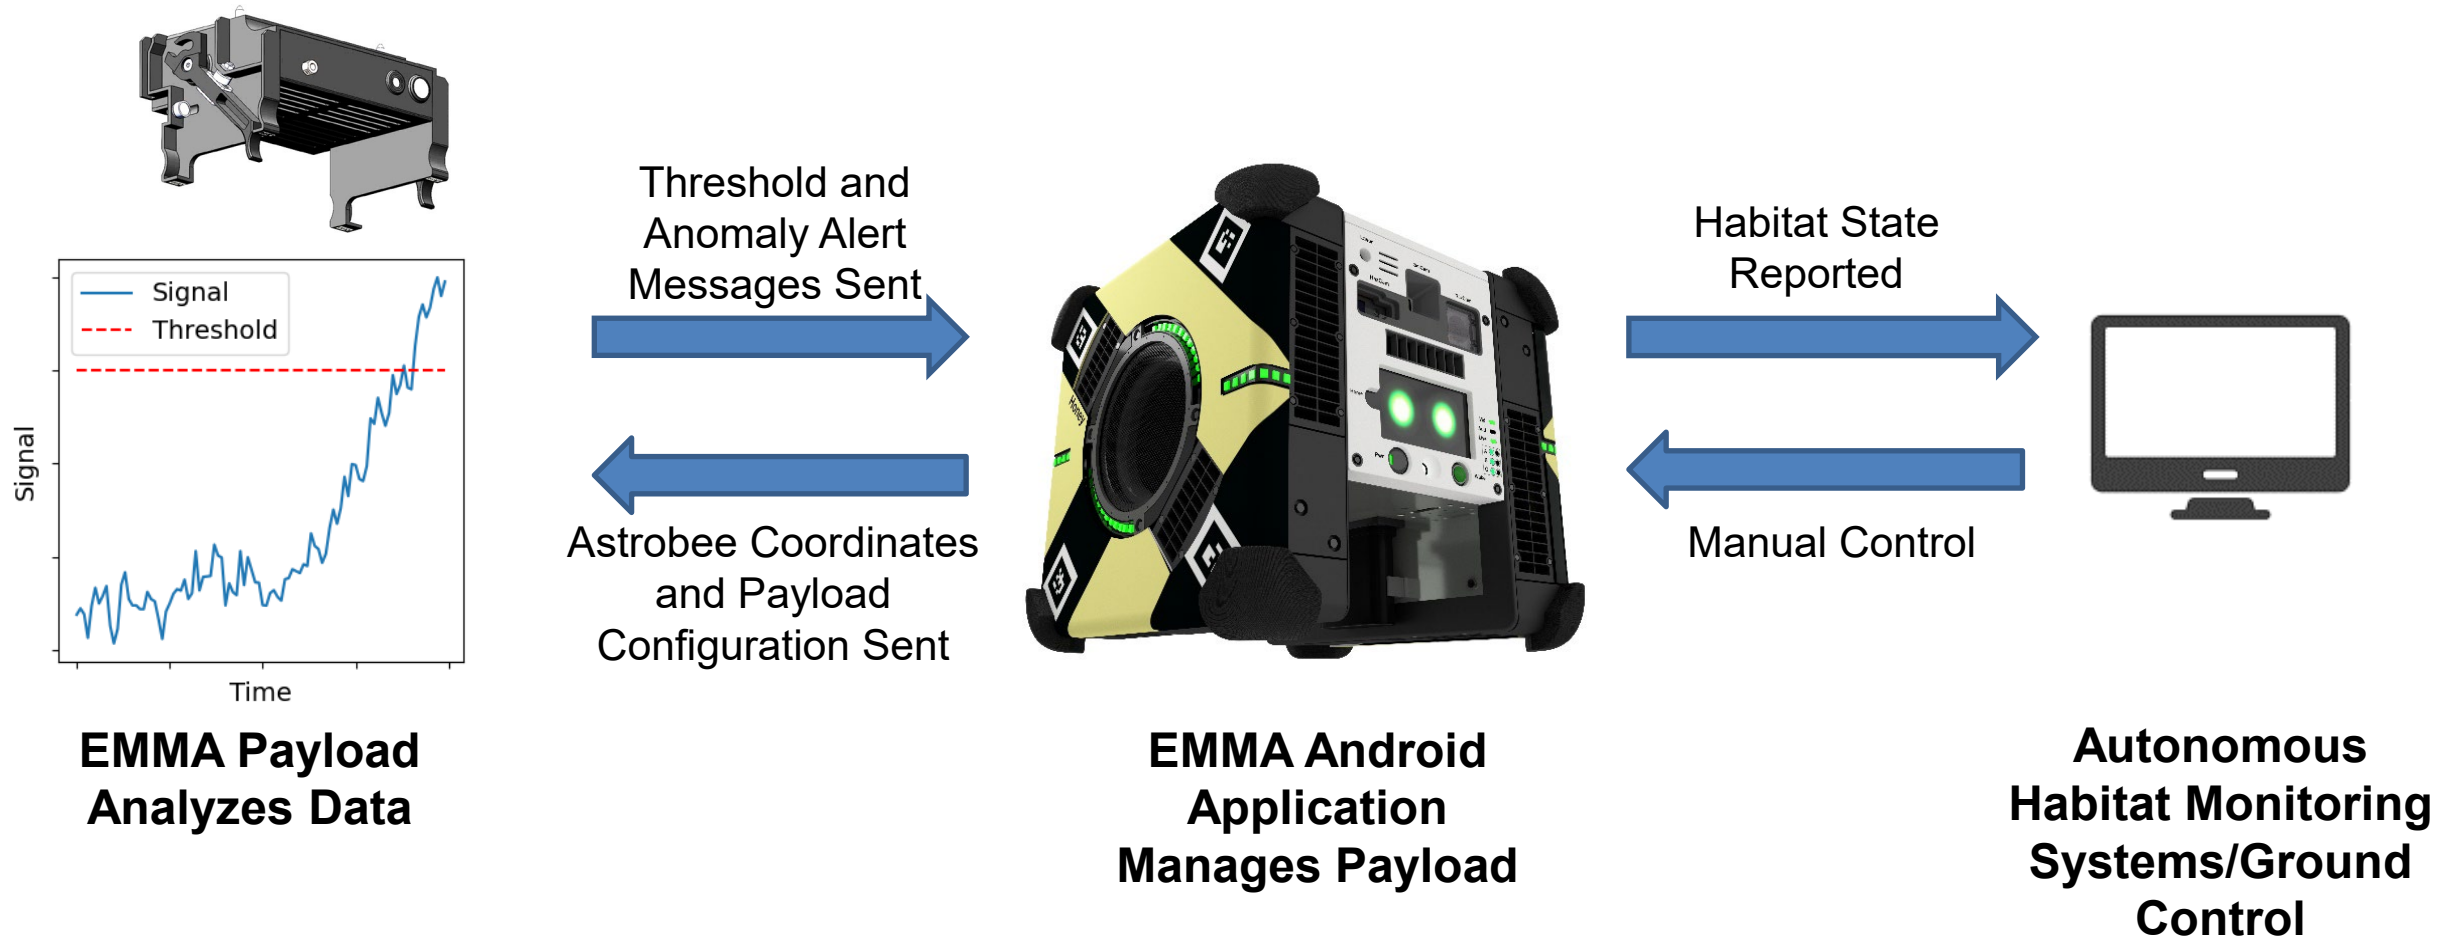 Threshold and
Anomaly Alert
Messages Sent
Habitat State
Reported
Signal
Threshold
Signal
Time
Honey
Astrobee Coordinates
and Payload
Configuration Sent
Manual Control
EMMA Payload
Analyzes Data
EMMA Android
Application
Manages Payload
Autonomous
Habitat Monitoring
Systems/Ground
Control